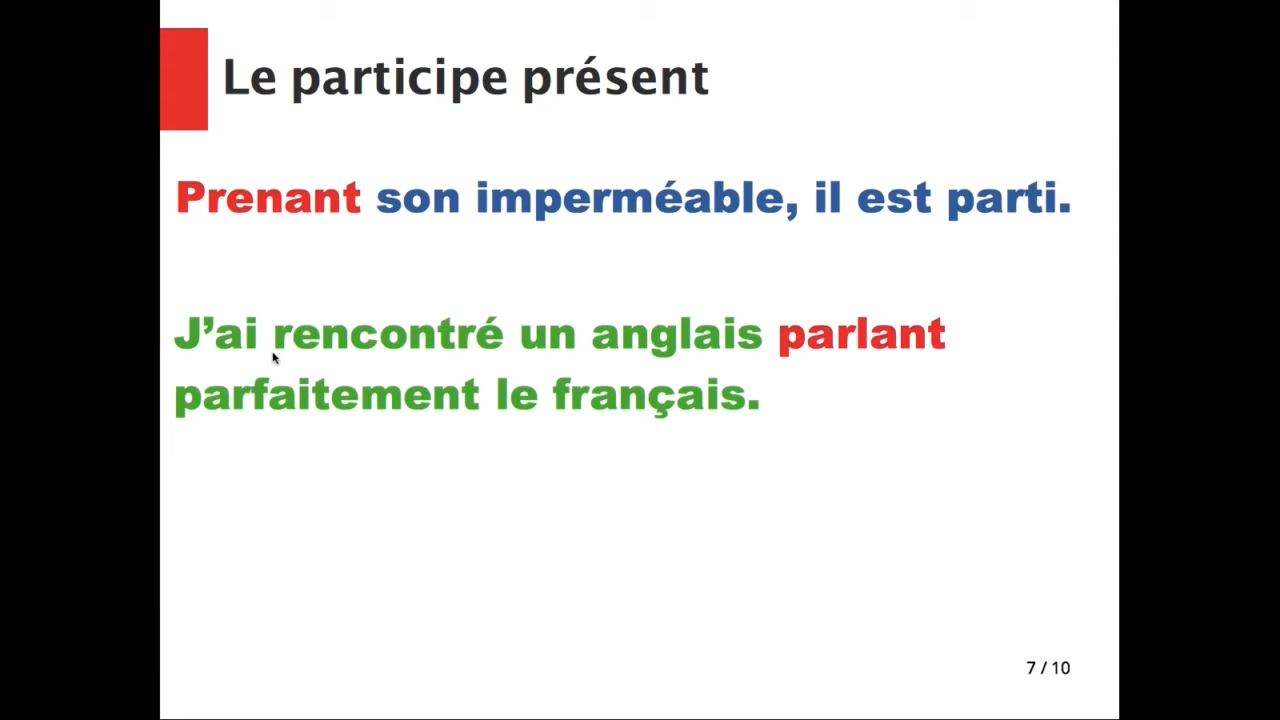 Le participe présent
Prenant son imperméable, il est parti.
J’ai rencontré un anglais parlant
parfaitement le français.
7 / 10